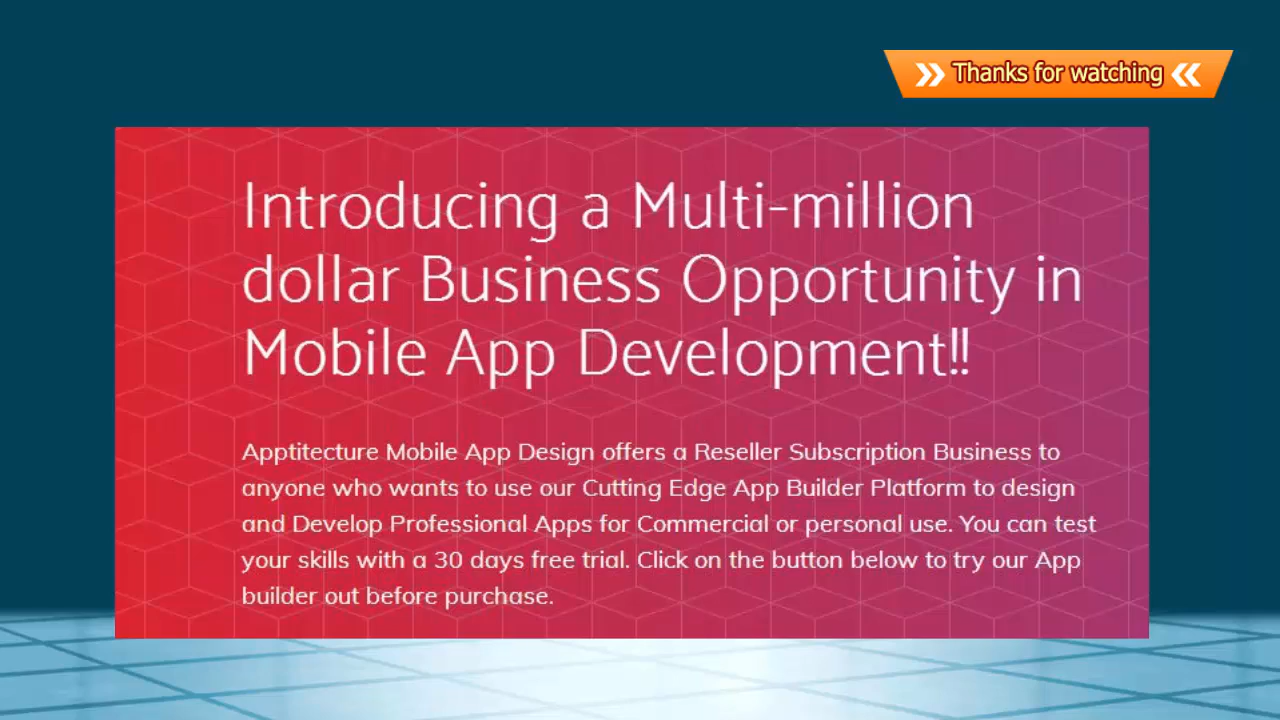 Thanks for watching
Introducing a Multi-million
dollar Business Opportunity in
Mobile App Development!!
Apptitecture Mobile App Design offers a Reseller Subscription Business to
anyone who wants to use our Cutting Edge App Builder Platform to design
and Develop Professional Apps for Commercial or personal use. You can test
your skills with a 30 days free trial. Click on the button below to try our App
builder out before purchase.